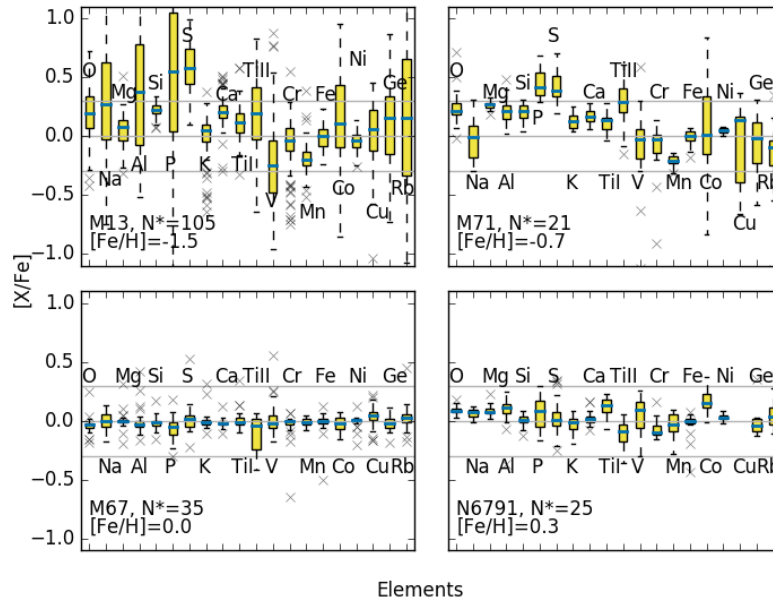 1.0
0.5
0.0
−0.5
−1.0
O Na Mg Al Si P S K Ca TiI TiII V Cr Mn Fe Co Ni Cu Ge Rb
M13, N*=105
[Fe/H]=-1.5
O Na Mg Al Si P S K Ca TiI TiII V Cr Mn Fe- Co Ni Cu Ge Rb
M71, N*=21
[Fe/H]=-0.7
[X/Fe]
1.0
0.5
0.0
−0.5
−1.0
O Na Mg Al Si P S K Ca TiI TiII V Cr Mn Fe Co Ni Cu Ge Rb
M67, N*=35
[Fe/H]=0.0
O Na Mg Al Si P S K Ca TiI TiII V Cr Mn Fe- Co Ni Cu Ge Rb
N6791, N*=25
[Fe/H]=0.3
Elements